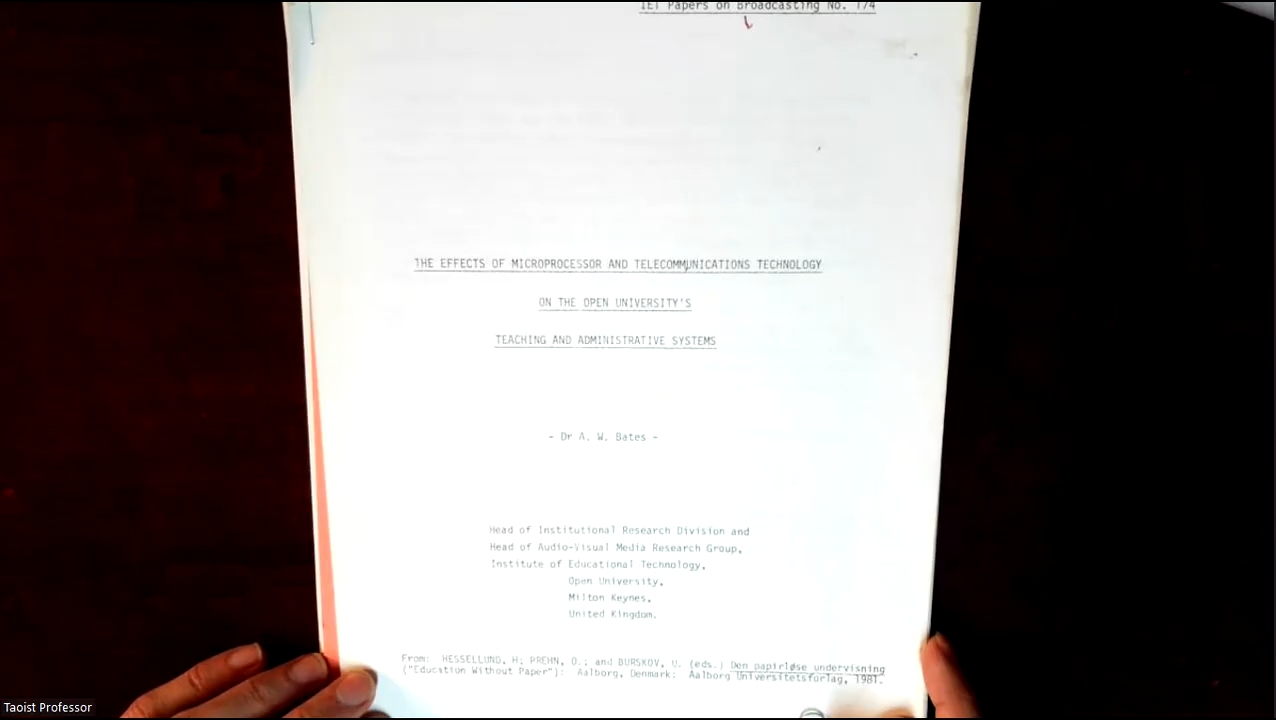 IET Papers on Broadcasting No. 174
THE EFFECTS OF MICROPROCESSOR AND TELECOMMUNICATIONS TECHNOLOGY
ON THE OPEN UNIVERSITY'S
TEACHING AND ADMINISTRATIVE SYSTEMS
- Dr A. W. Bates -
Head of Institutional Research Division and
Head of Audio-Visual Media Research Group,
Institute of Educational Technology,
Open University,
Milton Keynes,
United Kingdom.
From: HESSELLUND, H; PREHN, O.; and BURSKOV, U. (eds.) Den papirløse undervisning
("Education Without Paper"): Aalborg, Denmark: Aalborg Universitetsforlag, 1981.
Taoist Professor